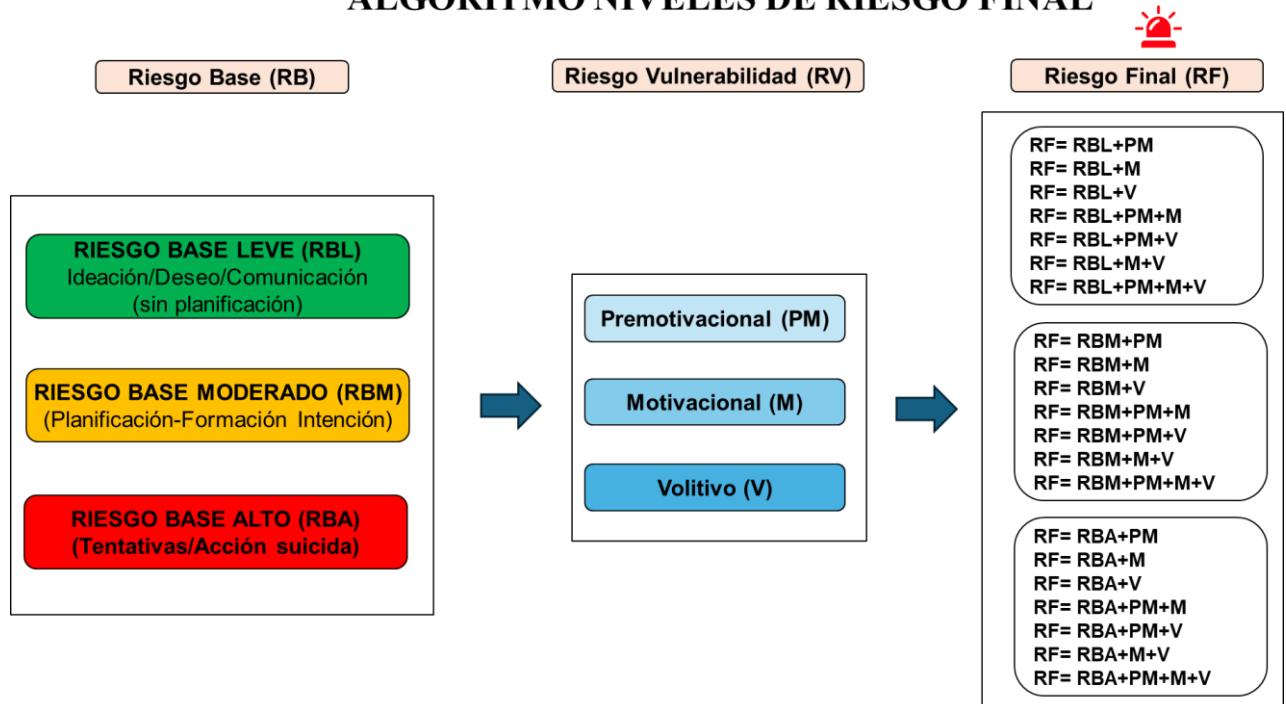 ALGORITMO NIVELES DE RIESGO FINAL
Riesgo Base (RB)
RIESGO BASE LEVE (RBL)
Ideación/Deseo/Comunicación
(sin planificación)
RIESGO BASE MODERADO (RBM)
(Planificación-Formación Intención)
RIESGO BASE ALTO (RBA)
(Tentativas/Acción suicida)
Riesgo Vulnerabilidad (RV)
Premotivacional (PM)
Motivacional (M)
Volitivo (V)
Riesgo Final (RF)
RF= RBL+PM
RF= RBL+M
RF= RBL+V
RF= RBL+PM+M
RF= RBL+PM+V
RF= RBL+M+V
RF= RBL+PM+M+V
RF= RBM+PM
RF= RBM+M
RF= RBM+V
RF= RBM+PM+M
RF= RBM+PM+V
RF= RBM+M+V
RF= RBM+PM+M+V
RF= RBA+PM
RF= RBA+M
RF= RBA+V
RF= RBA+PM+M
RF= RBA+PM+V
RF= RBA+M+V
RF= RBA+PM+M+V